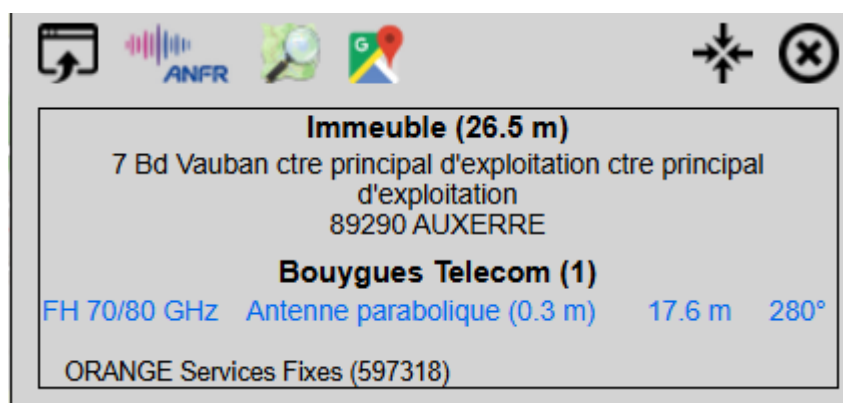 ANFR
G
Immeuble (26.5 m)
7 Bd Vauban ctre principal d'exploitation ctre principal
d'exploitation
89290 AUXERRE
Bouygues Telecom (1)
FH 70/80 GHz Antenne parabolique (0.3 m) 17.6 m 280°
ORANGE Services Fixes (597318)